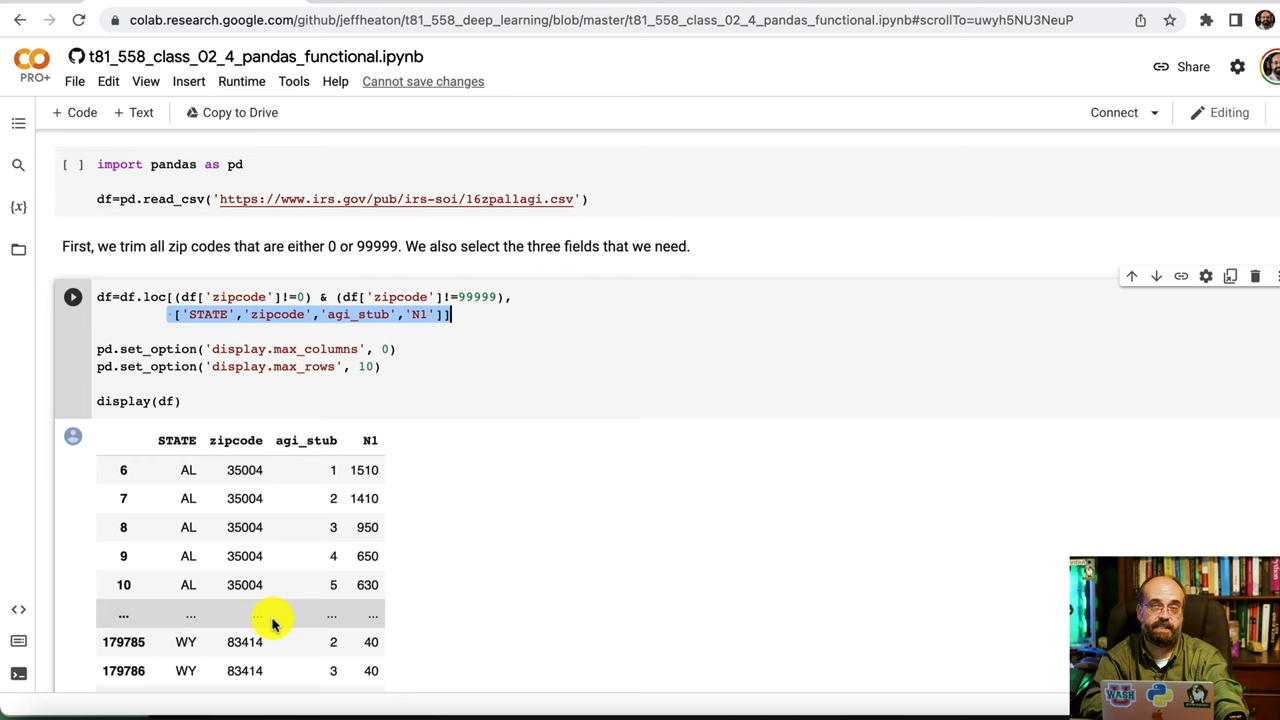 colab.research.google.com/github/jeffheaton/t81_558_deep_learning/blob/master/t81_558_class_02_4_pandas_functional.ipynb#scrollTo=uwyh5NU3NeuP
CO
PRO+
t81_558_class_02_4_pandas_functional.ipynb
File Edit View Insert Runtime Tools Help Cannot save changes
Share
+ Code + Text Copy to Drive
Connect
Editing
[ ] import pandas as pd
df=pd.read_csv('https://www.irs.gov/pub/irs-soi/16zpallagi.csv')
First, we trim all zip codes that are either 0 or 99999. We also select the three fields that we need.
df=df.loc[(df['zipcode']!=0) & (df['zipcode']!=99999),
['STATE','zipcode','agi_stub','N1']]
pd.set_option('display.max_columns', 0)
pd.set_option('display.max_rows', 10)
display(df)
STATE zipcode agi_stub N1
6 AL 35004 1 1510
7 AL 35004 2 1410
8 AL 35004 3 950
9 AL 35004 4 650
10 AL 35004 5 630
... ... ... ... ...
179785 WY 83414 2 40
179786 WY 83414 3 40
WASH